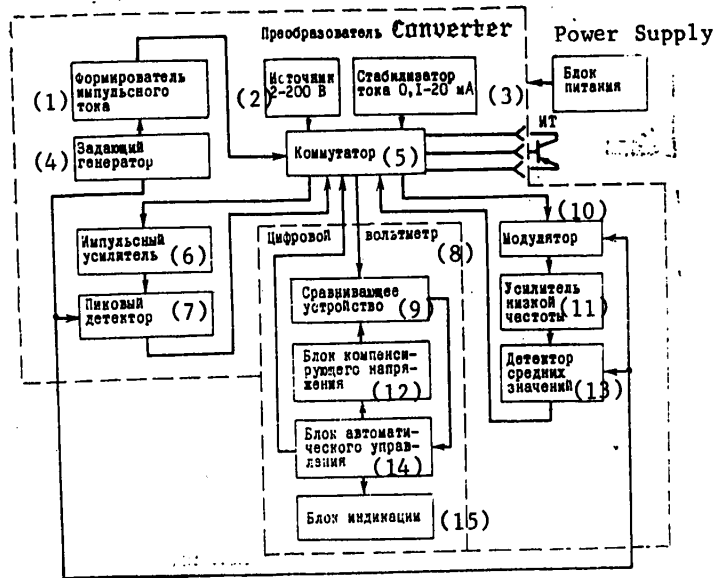 Преобразователь Converter
Power Supply
Формирователь
импульсного
тока
(1)
Источник
2-200 В
(2)
Стабилизатор
тока 0,1-20 мА
(3)
Блок
питания
ИТ
(4)
Задающий
генератор
Коммутатор (5)
Импульсный
усилитель (6)
Пиковый
детектор (7)
Цифровой вольтметр
(8)
Сравнивающее
устройство (9)
(10)
Модулятор
Усилитель
низкой
частоты (11)
Блок компенси-
рующего напря-
жения (12)
Детектор
средних
значений (13)
Блок автомати-
ческого управ-
ления (14)
Блок индикации (15)